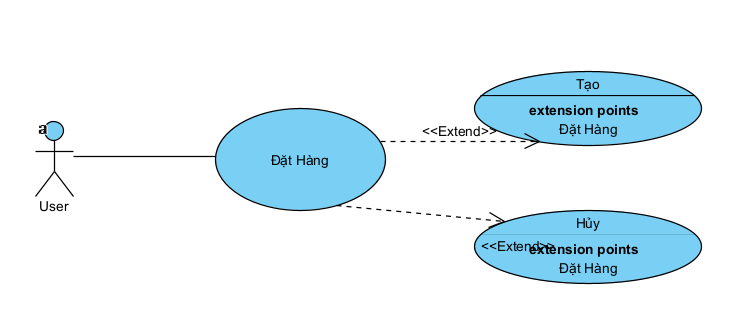 a
User
Đặt Hàng
<<Extend>>
Tạo
extension points
Đặt Hàng
<<Extend>>
Hủy
extension points
Đặt Hàng